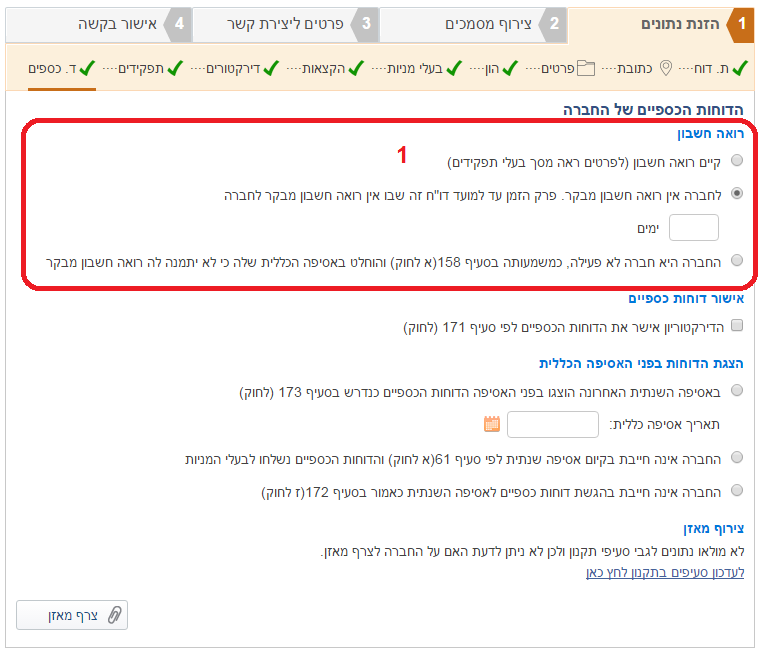 1 הזנת נתונים
2 צירוף מסמכים
3 פרטים ליצירת קשר
4 אישור בקשה
ת. דוח
כתובת
פרטים
הון
בעלי מניות
הקצאות
דירקטורים
תפקידים
ד. כספים
הדוחות הכספיים של החברה
רואה חשבון
1
קיים רואה חשבון (לפרטים ראה מסך בעלי תפקידים)
לחברה אין רואה חשבון מבקר. פרק הזמן עד למועד דו"ח זה שבו אין רואה חשבון מבקר לחברה
ימים
החברה היא חברה לא פעילה, כמשמעותה בסעיף 158(א לחוק) והוחלט באסיפה הכללית שלה כי לא יתמנה לה רואה חשבון מבקר
אישור דוחות כספיים
הדירקטוריון אישר את הדוחות הכספיים לפי סעיף 171 (לחוק)
הצגת הדוחות בפני האסיפה הכללית
באסיפה השנתית האחרונה הוצגו בפני האסיפה הדוחות הכספיים כנדרש בסעיף 173 (לחוק)
תאריך אסיפה כללית:
החברה אינה חייבת בקיום אסיפה שנתית לפי סעיף 61(א לחוק) והדוחות הכספיים נשלחו לבעלי המניות
החברה אינה חייבת בהגשת דוחות כספיים לאסיפה השנתית כאמור בסעיף 172(ז לחוק)
צירוף מאזן
לא מולאו נתונים לגבי סעיפי תקנון ולכן לא ניתן לדעת האם על החברה לצרף מאזן.
לעדכון סעיפים בתקנון לחץ כאן
צרף מאזן